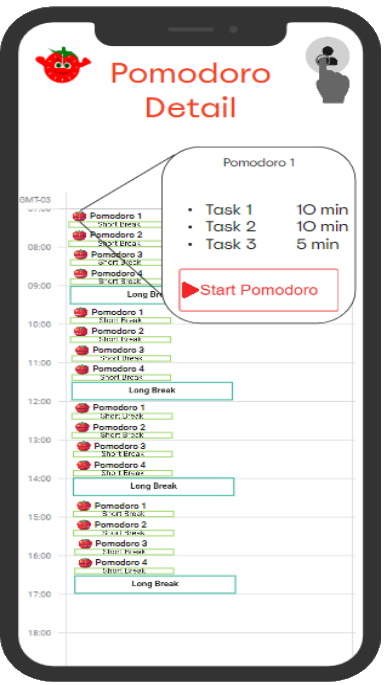 Pomodoro
Detail
Pomodoro 1
• Task 1 10 min
• Task 2 10 min
• Task 3 5 min
Start Pomodoro
GMT-03
07:00
Pomodoro 1
Short Break
Pomodoro 2
08:00
Short Break
Pomodoro 3
Short Break
Pomodoro 4
09:00
Short Break
Long Bre
Pomodoro 1
10:00
Short Break
Pomodoro 2
Short Break
Pomodoro 3
11:00
Short Break
Pomodoro 4
Short Break
Long Break
12:00
Pomodoro 1
Short Break
Pomodoro 2
13:00
Short Break
Pomodoro 3
Short Break
Pomodoro 4
14:00
Short Break
Long Break
Pomodoro 1
15:00
Short Break
Pomodoro 2
Short Break
Pomodoro 3
16:00
Short Break
Pomodoro 4
Short Break
Long Break
17:00
18:00